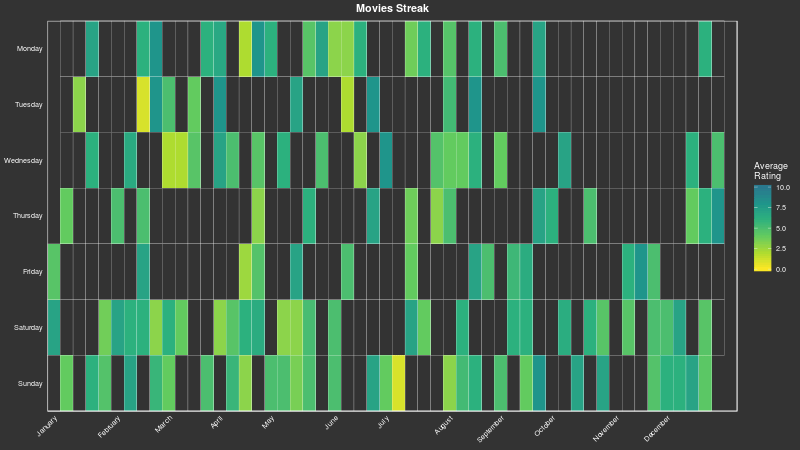 Movies Streak
Monday
Tuesday
Wednesday
Thursday
Friday
Saturday
Sunday
January
February
March
April
May
June
July
August
September
October
November
December
Average
Rating
10.0
7.5
5.0
2.5
0.0